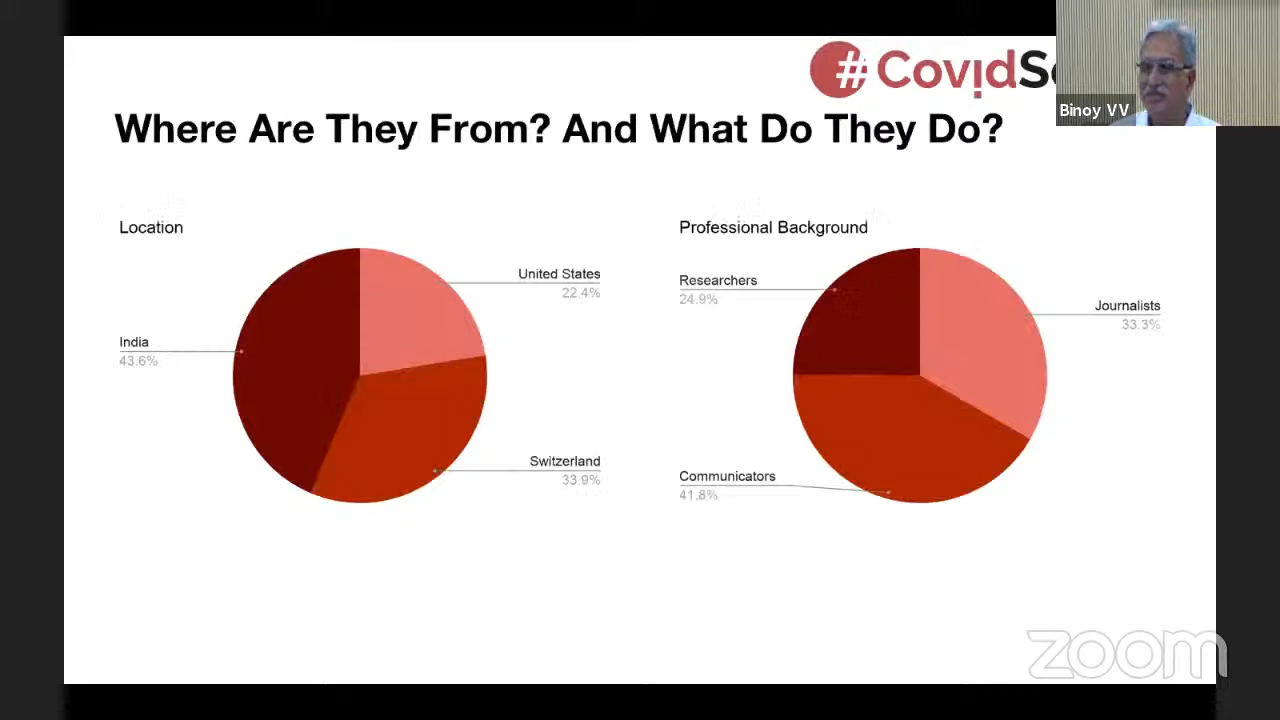 #CovidSc
Binoy VV
Where Are They From? And What Do They Do?
Location
United States
22.4%
India
43.6%
Switzerland
33.9%
Professional Background
Researchers
24.9%
Journalists
33.3%
Communicators
41.8%
zoom